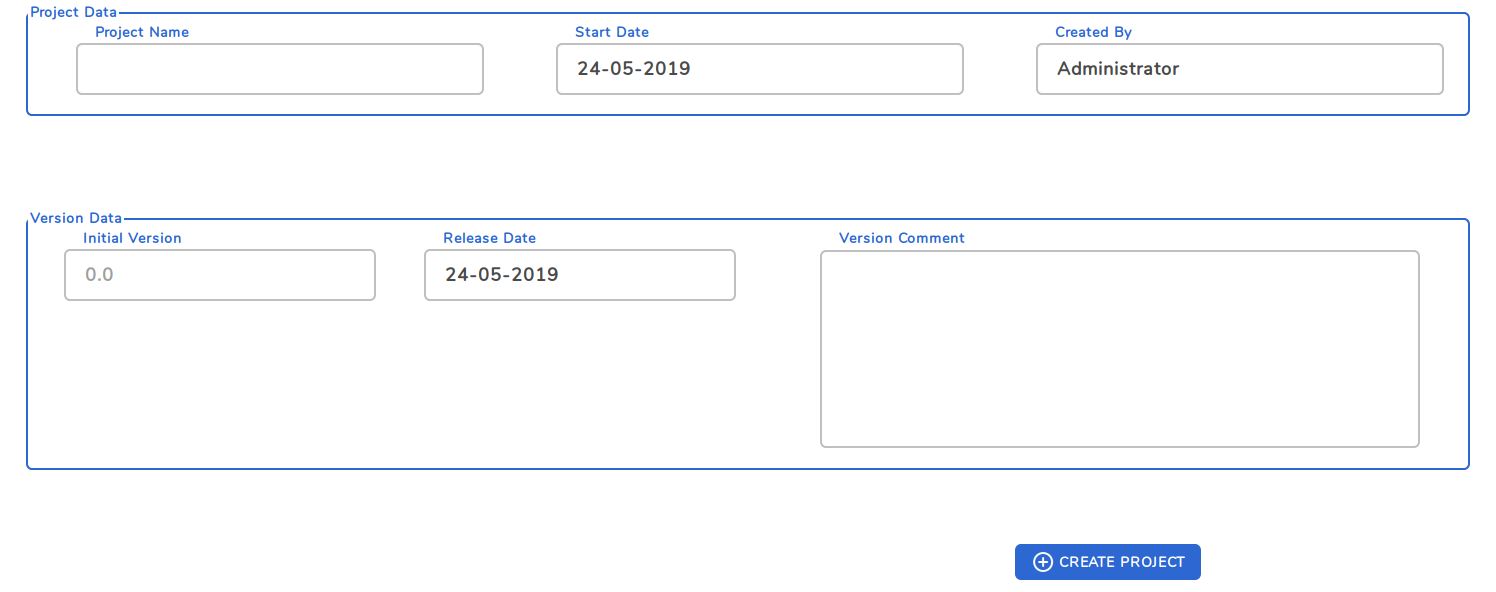 Project Data
Project Name Start Date Created By
24-05-2019 Administrator
Version Data
Initial Version Release Date Version Comment
0.0 24-05-2019
CREATE PROJECT